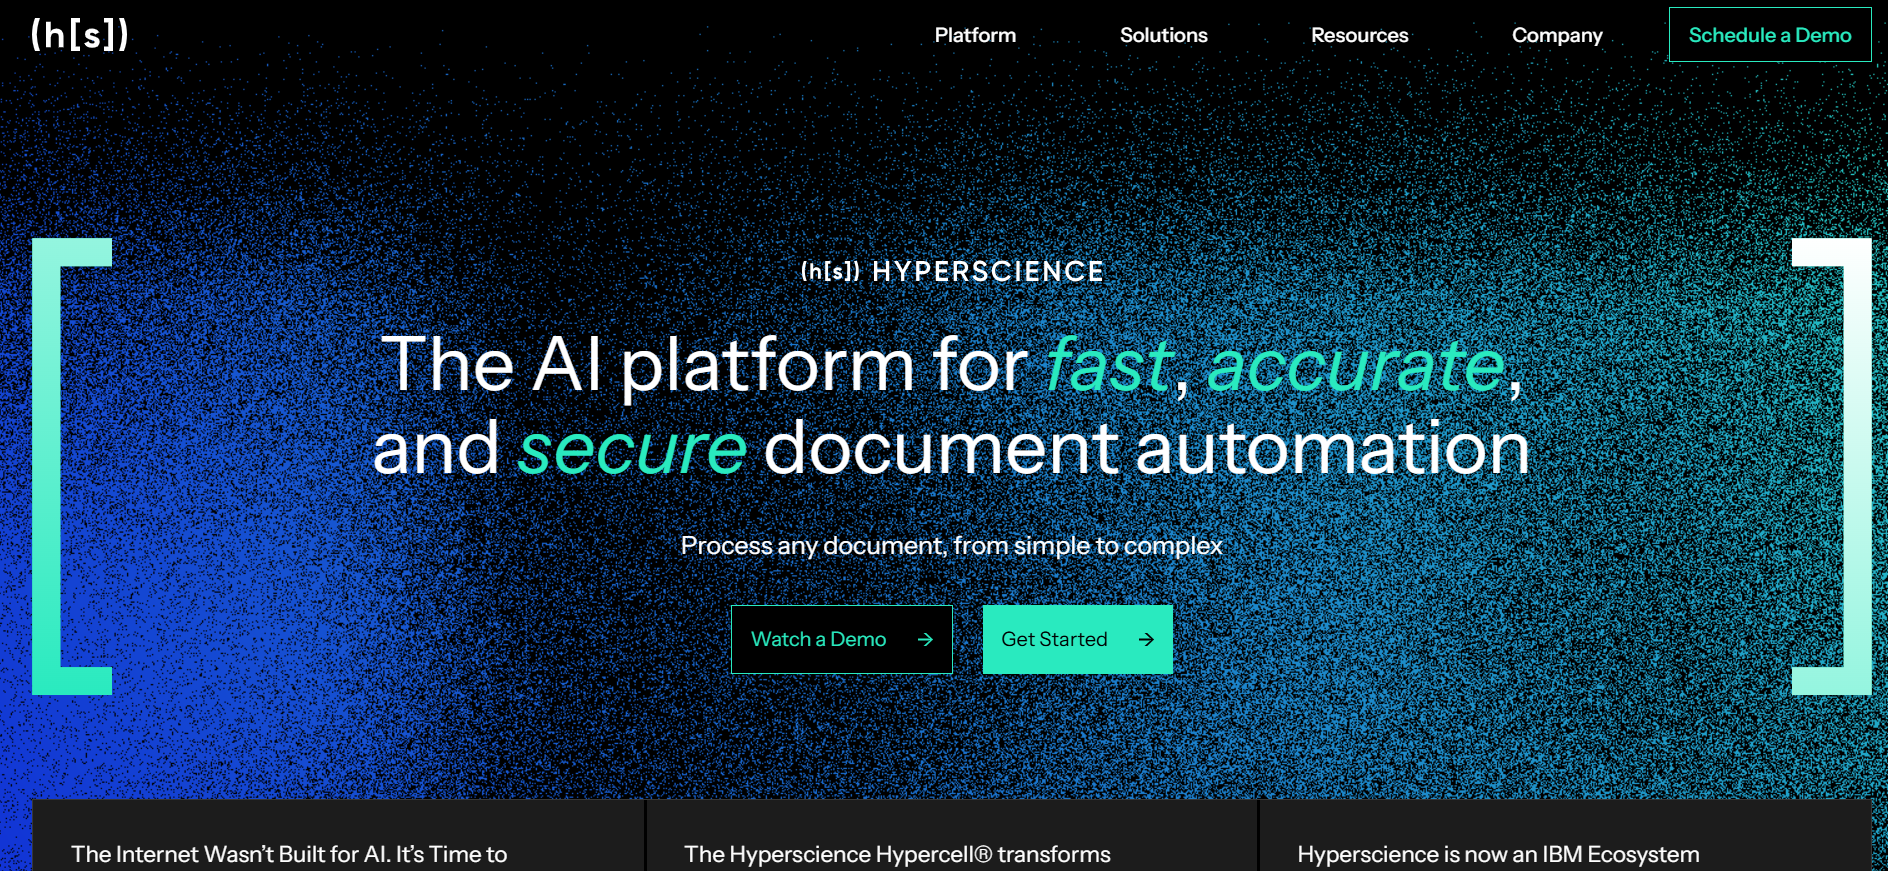 (h[s])
Platform
Solutions
Resources
Company
Schedule a Demo
(h[s]) HYPERSCIENCE
The AI platform for fast, accurate,
and secure document automation
Process any document, from simple to complex
Watch a Demo →
Get Started →
The Internet Wasn’t Built for AI. It’s Time to
The Hyperscience Hypercell® transforms
Hyperscience is now an IBM Ecosystem